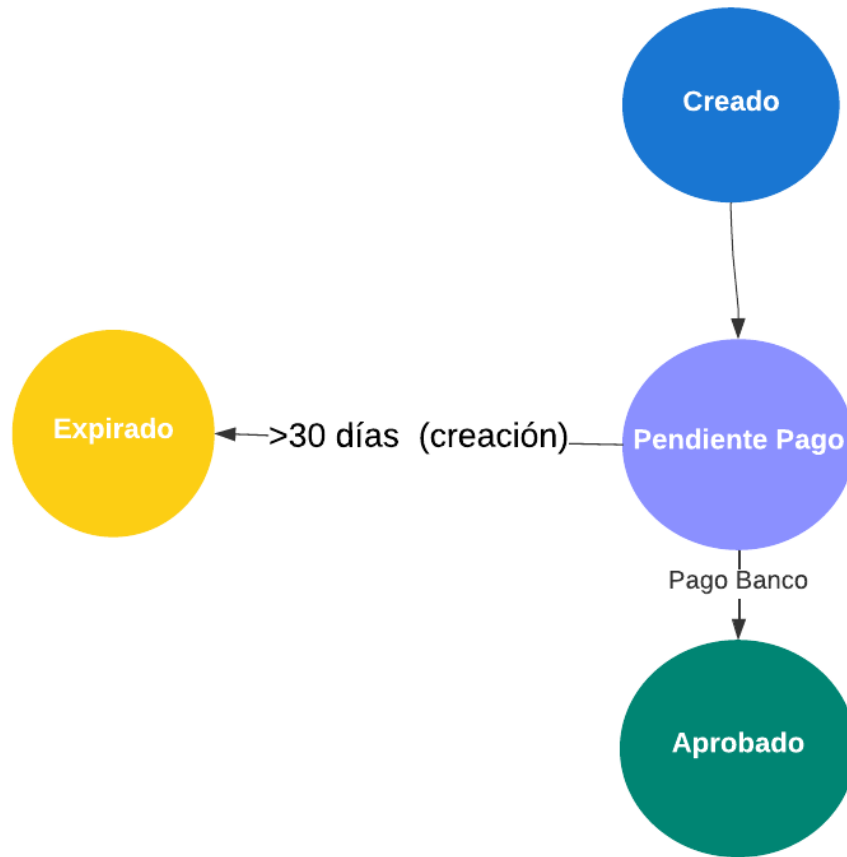 Creado
Expirado
>30 días  (creación)
Pendiente Pago
Pago Banco
Aprobado